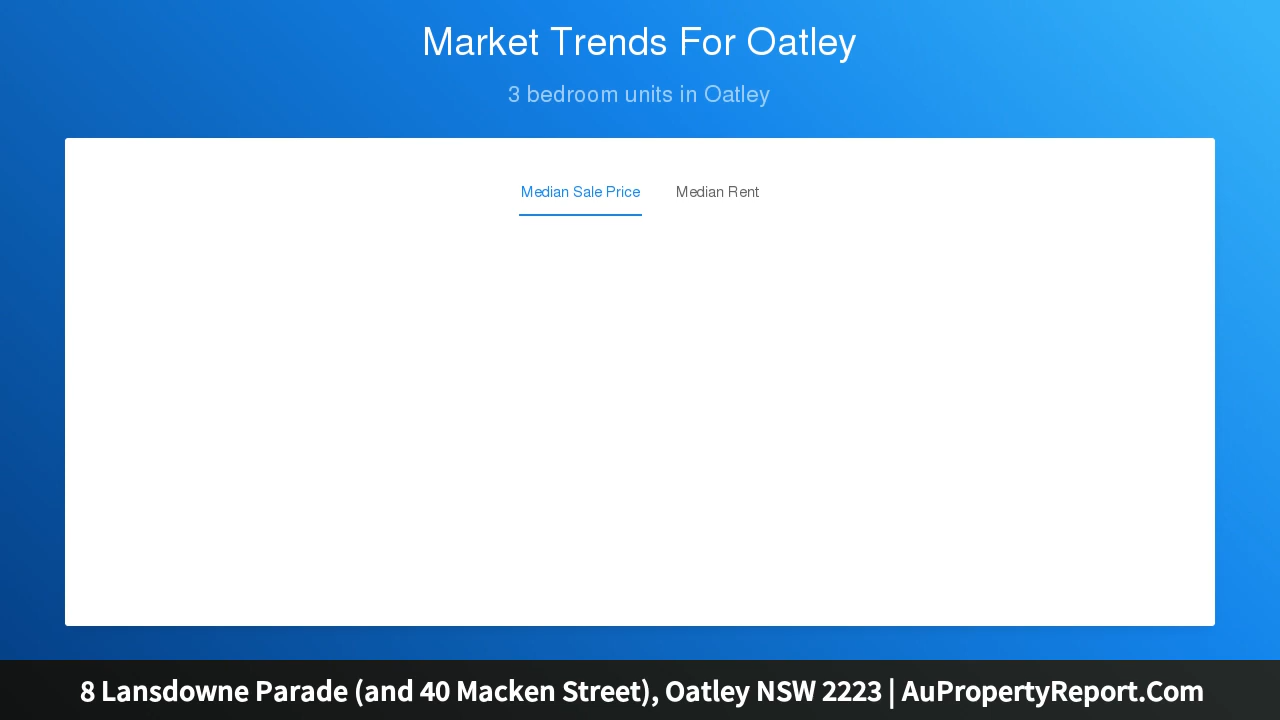 Market Trends For Oatley
3 bedroom units in Oatley
Median Sale Price
Median Rent
8 Lansdowne Parade (and 40 Macken Street), Oatley NSW 2223 | AuPropertyReport.Com